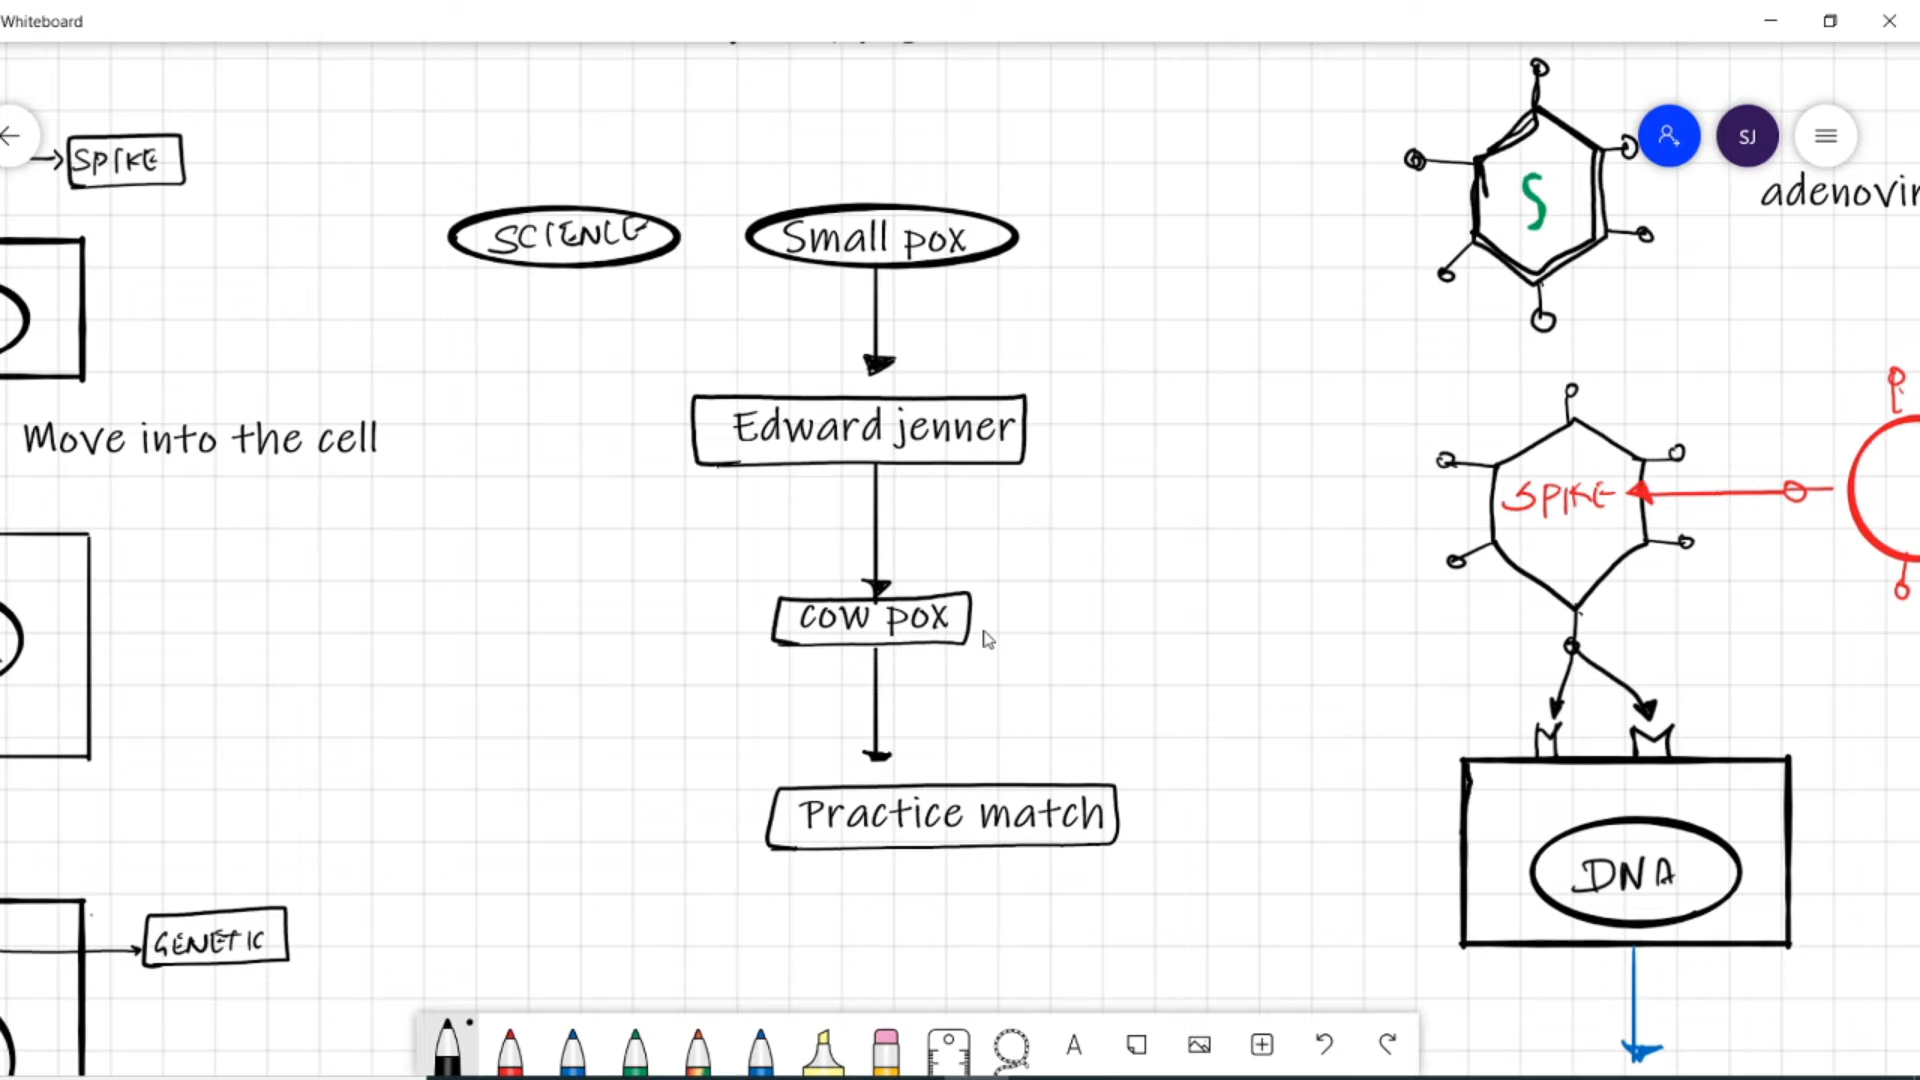 Whiteboard
SPIKE
SCIENCE
Small pox
S
SJ
adenovir
Move into the cell
Edward jenner
SPIKE
cow pox
Practice match
DNA
GENETIC
A